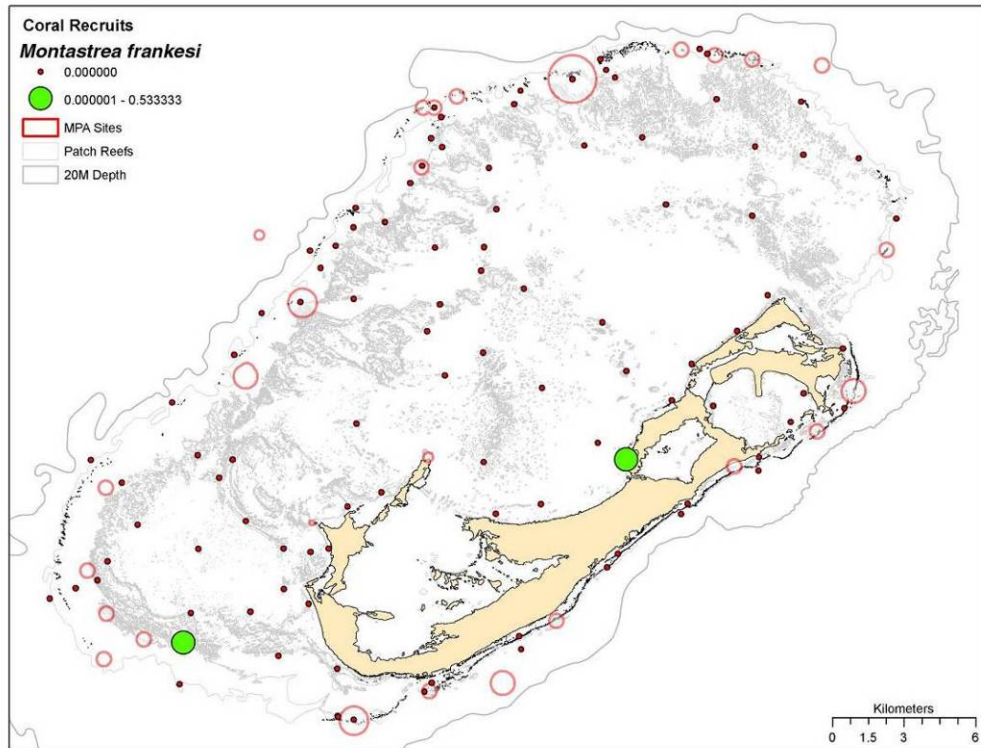 Coral Recruits
Montastrea frankesi
0.000000
0.000001 - 0.533333
MPA Sites
Patch Reefs
20M Depth
Kilometers
0 1.5 3 6